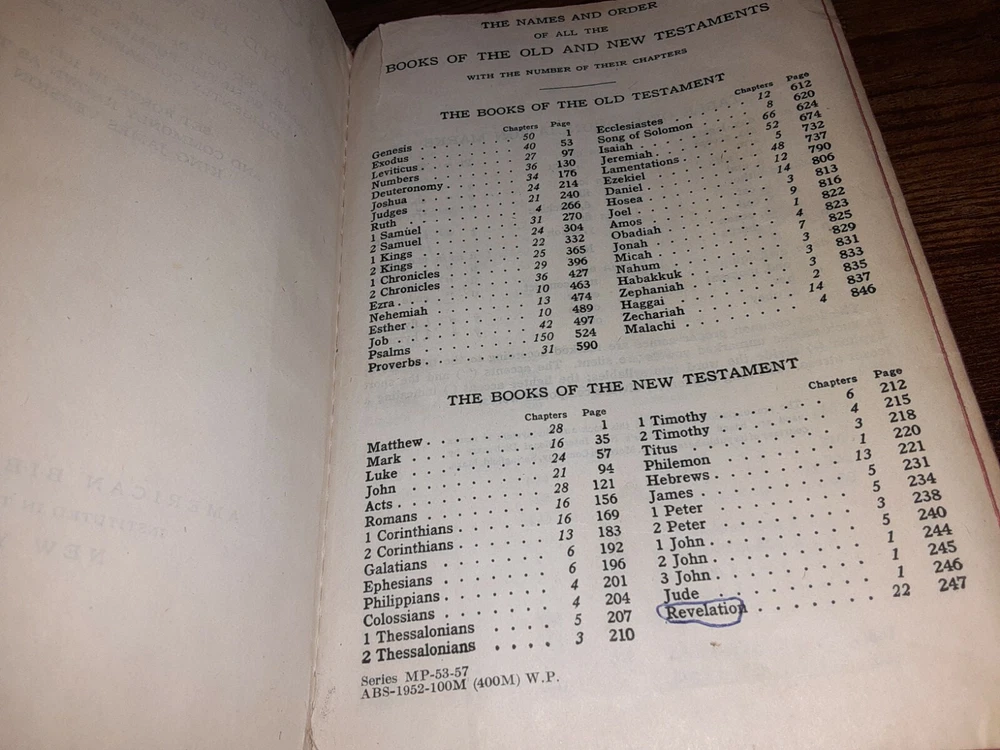 THE NAMES AND ORDER
OF ALL THE
BOOKS OF THE OLD AND NEW TESTAMENTS
WITH THE NUMBER OF THEIR CHAPTERS
THE BOOKS OF THE OLD TESTAMENT
Chapters Page
Genesis 50 1
Exodus 40 53
Leviticus 27 97
Numbers 36 130
Deuteronomy 34 176
Joshua 24 214
Judges 21 240
Ruth 4 266
1 Samuel 31 270
2 Samuel 24 304
1 Kings 22 332
2 Kings 25 365
1 Chronicles 29 396
2 Chronicles 36 427
Ezra 10 463
Nehemiah 13 474
Esther 10 489
Job 42 497
Psalms 150 524
Proverbs 31 590
Chapters Page
Ecclesiastes 12 612
Song of Solomon 8 620
Isaiah 66 624
Jeremiah 52 674
Lamentations 5 732
Ezekiel 48 737
Daniel 12 790
Hosea 14 806
Joel 3 813
Amos 9 816
Obadiah 1 822
Jonah 4 823
Micah 7 825
Nahum 3 829
Habakkuk 3 831
Zephaniah 3 833
Haggai 2 835
Zechariah 14 837
Malachi 4 846
THE BOOKS OF THE NEW TESTAMENT
Chapters Page
Matthew 28 1
Mark 16 35
Luke 24 57
John 21 94
Acts 28 121
Romans 16 156
1 Corinthians 16 169
2 Corinthians 13 183
Galatians 6 192
Ephesians 6 196
Philippians 4 201
Colossians 4 204
1 Thessalonians 5 207
2 Thessalonians 3 210
Chapters Page
1 Timothy 6 212
2 Timothy 4 215
Titus 3 218
Philemon 1 220
Hebrews 13 221
James 5 231
1 Peter 5 234
2 Peter 3 238
1 John 5 240
2 John 1 244
3 John 1 245
Jude 1 246
Revelation 22 247
Series MP-53-57
ABS-1952-100M (400M) W.P.